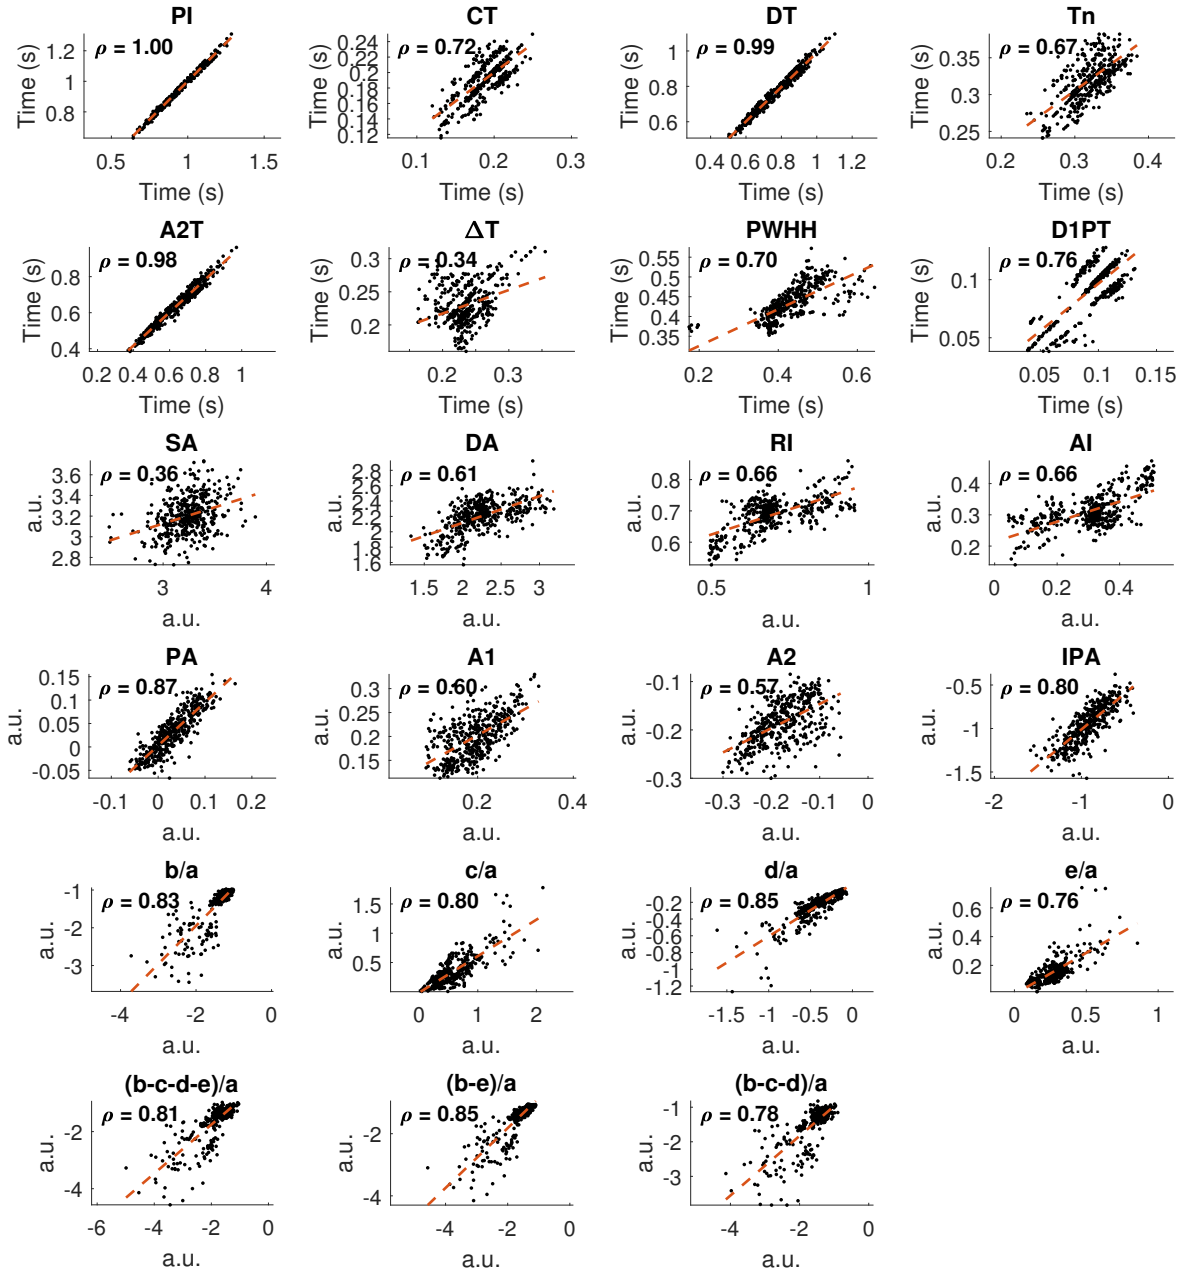 PI
ρ = 1.00
1.2
1
0.8
Time (s)
0.5 1 1.5
Time (s)
CT
ρ = 0.72
0.24
0.22
0.2
0.18
0.16
0.14
0.12
Time (s)
0.1 0.2 0.3
Time (s)
DT
ρ = 0.99
1
0.8
0.6
Time (s)
0.4 0.6 0.8 1 1.2
Time (s)
Tn
ρ = 0.67
0.35
0.3
0.25
Time (s)
0.2 0.3 0.4
Time (s)
A2T
ρ = 0.98
0.8
0.6
0.4
Time (s)
0.2 0.4 0.6 0.8 1
Time (s)
ΔT
ρ = 0.34
0.3
0.25
0.2
Time (s)
0.2 0.3
Time (s)
PWHH
ρ = 0.70
0.55
0.5
0.45
0.4
0.35
Time (s)
0.2 0.4 0.6
Time (s)
D1PT
ρ = 0.76
0.1
0.05
Time (s)
0.05 0.1 0.15
Time (s)
SA
ρ = 0.36
3.6
3.4
3.2
3
2.8
a.u.
3 4
a.u.
DA
ρ = 0.61
2.8
2.6
2.4
2.2
2
1.8
1.6
a.u.
1.5 2 2.5 3
a.u.
RI
ρ = 0.66
0.8
0.7
0.6
a.u.
0.5 1
a.u.
AI
ρ = 0.66
0.4
0.3
0.2
a.u.
0 0.2 0.4
a.u.
PA
ρ = 0.87
0.15
0.1
0.05
0
-0.05
a.u.
-0.1 0 0.1 0.2
a.u.
A1
ρ = 0.60
0.3
0.25
0.2
0.15
a.u.
0.2 0.4
a.u.
A2
ρ = 0.57
-0.1
-0.2
-0.3
a.u.
-0.3 -0.2 -0.1 0
a.u.
IPA
ρ = 0.80
-0.5
-1
-1.5
a.u.
-2 -1 0
a.u.
b/a
ρ = 0.83
-1
-2
-3
a.u.
-4 -2 0
a.u.
c/a
ρ = 0.80
1.5
1
0.5
a.u.
0 1 2
a.u.
d/a
ρ = 0.85
-0.2
-0.4
-0.6
-0.8
-1
-1.2
a.u.
-1.5 -1 -0.5 0
a.u.
e/a
ρ = 0.76
0.6
0.4
0.2
a.u.
0 0.5 1
a.u.
(b-c-d-e)/a
ρ = 0.81
-2
-4
a.u.
-6 -4 -2 0
a.u.
(b-e)/a
ρ = 0.85
-2
-4
a.u.
-4 -2 0
a.u.
(b-c-d)/a
ρ = 0.78
-1
-2
-3
a.u.
-4 -2 0
a.u.